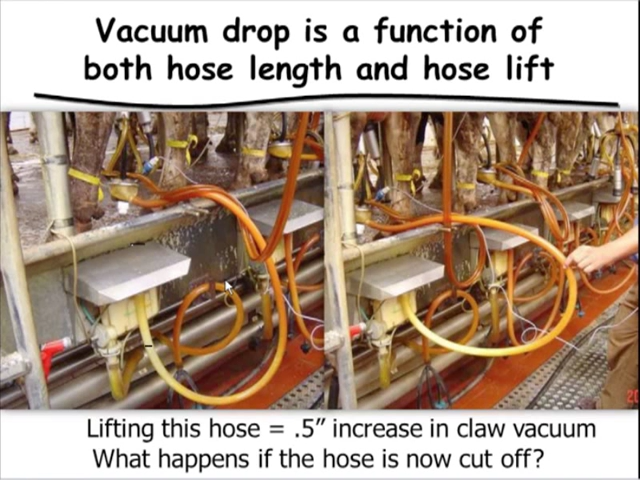 Vacuum drop is a function of
both hose length and hose lift
Lifting this hose = .5″ increase in claw vacuum
What happens if the hose is now cut off?